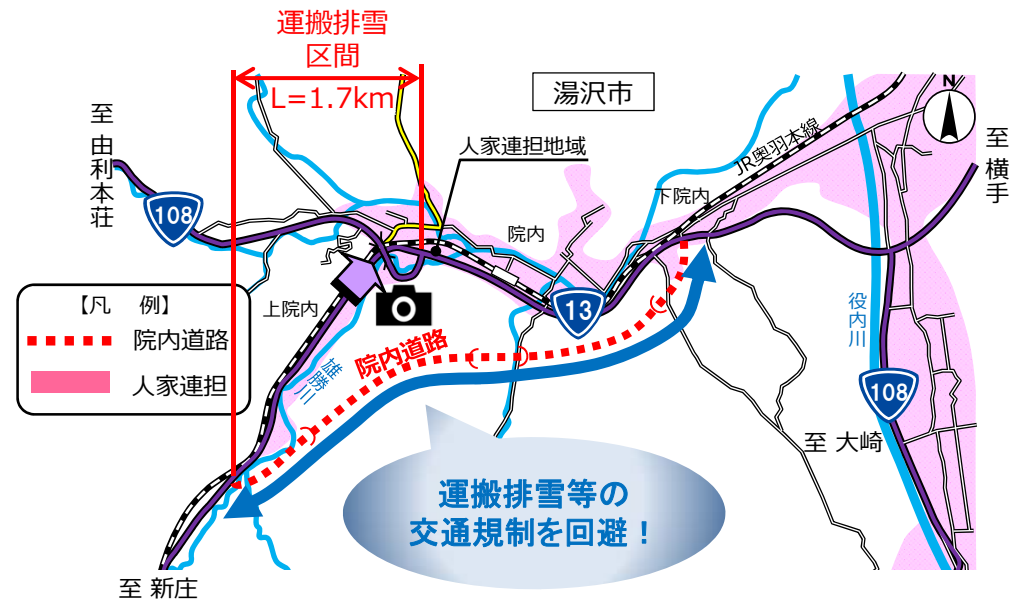 運搬排雪
区間
L=1.7km
湯沢市
N
至 由利本荘
至 横手
人家連担地域
JR奥羽本線
下院内
108
院内
13
上院内
【凡 例】
院内道路
人家連担
院内道路
雄勝川
役内川
108
至 大崎
運搬排雪等の
交通規制を回避！
至 新庄